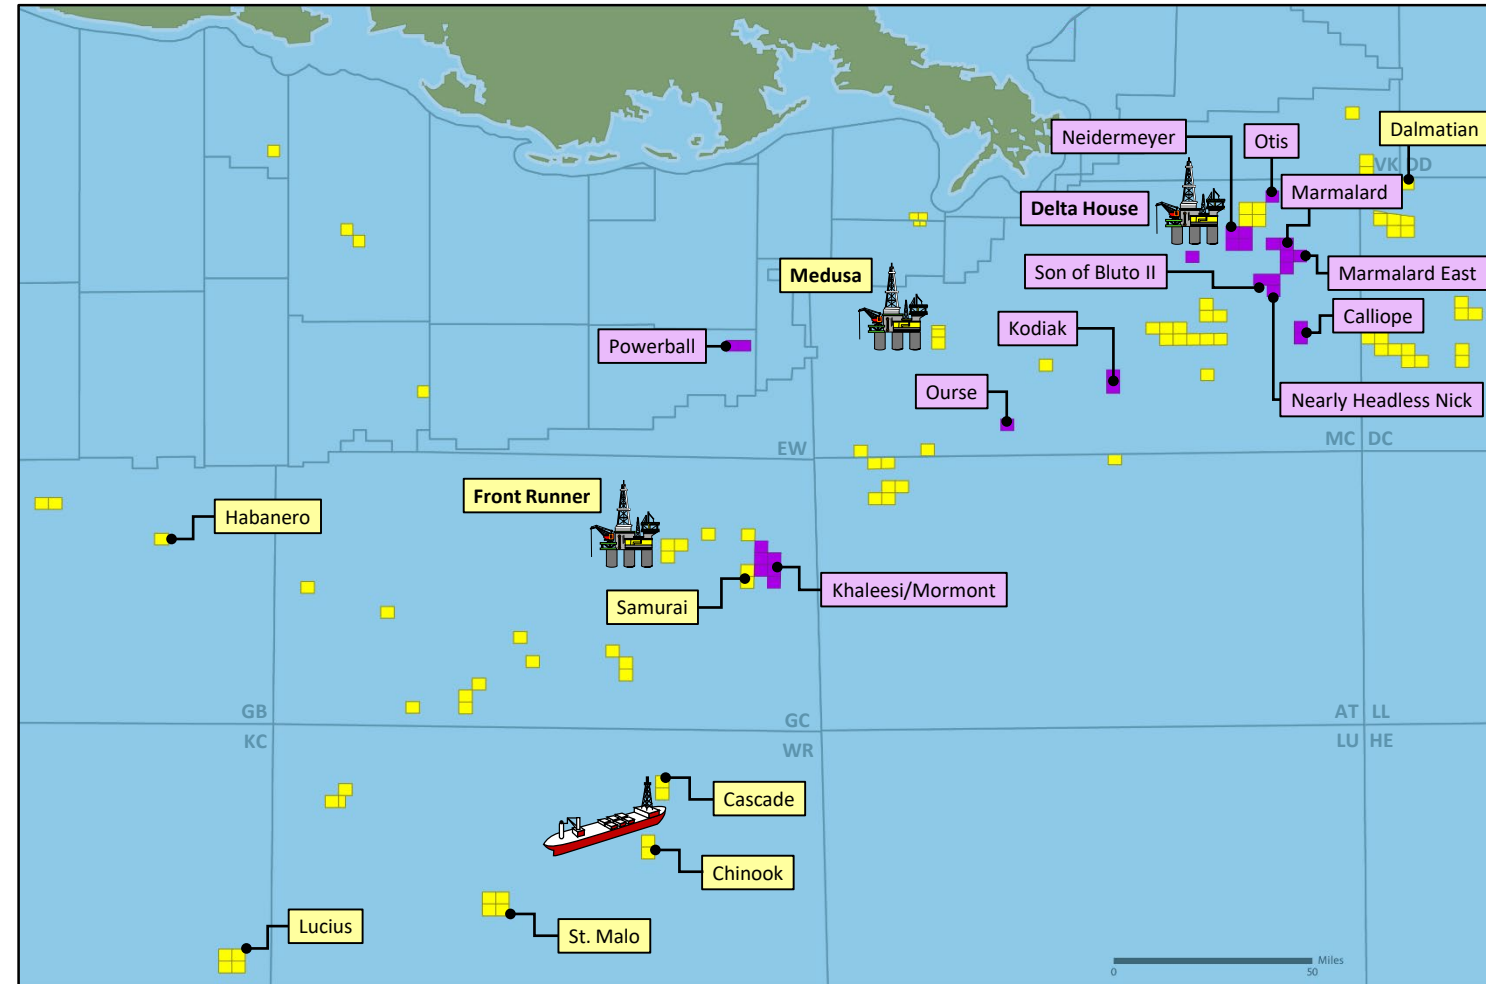 Neidermeyer
Otis
Dalmatian
VK
DD
Marmalard
Delta House
Medusa
Son of Bluto II
Marmalard East
Powerball
Kodiak
Calliope
Ourse
Nearly Headless Nick
EW
MC
DC
Front Runner
Habanero
Samurai
Khaleesi/Mormont
GB
GC
AT
LL
KC
WR
LU
HE
Cascade
Chinook
Lucius
St. Malo
Miles
0
50